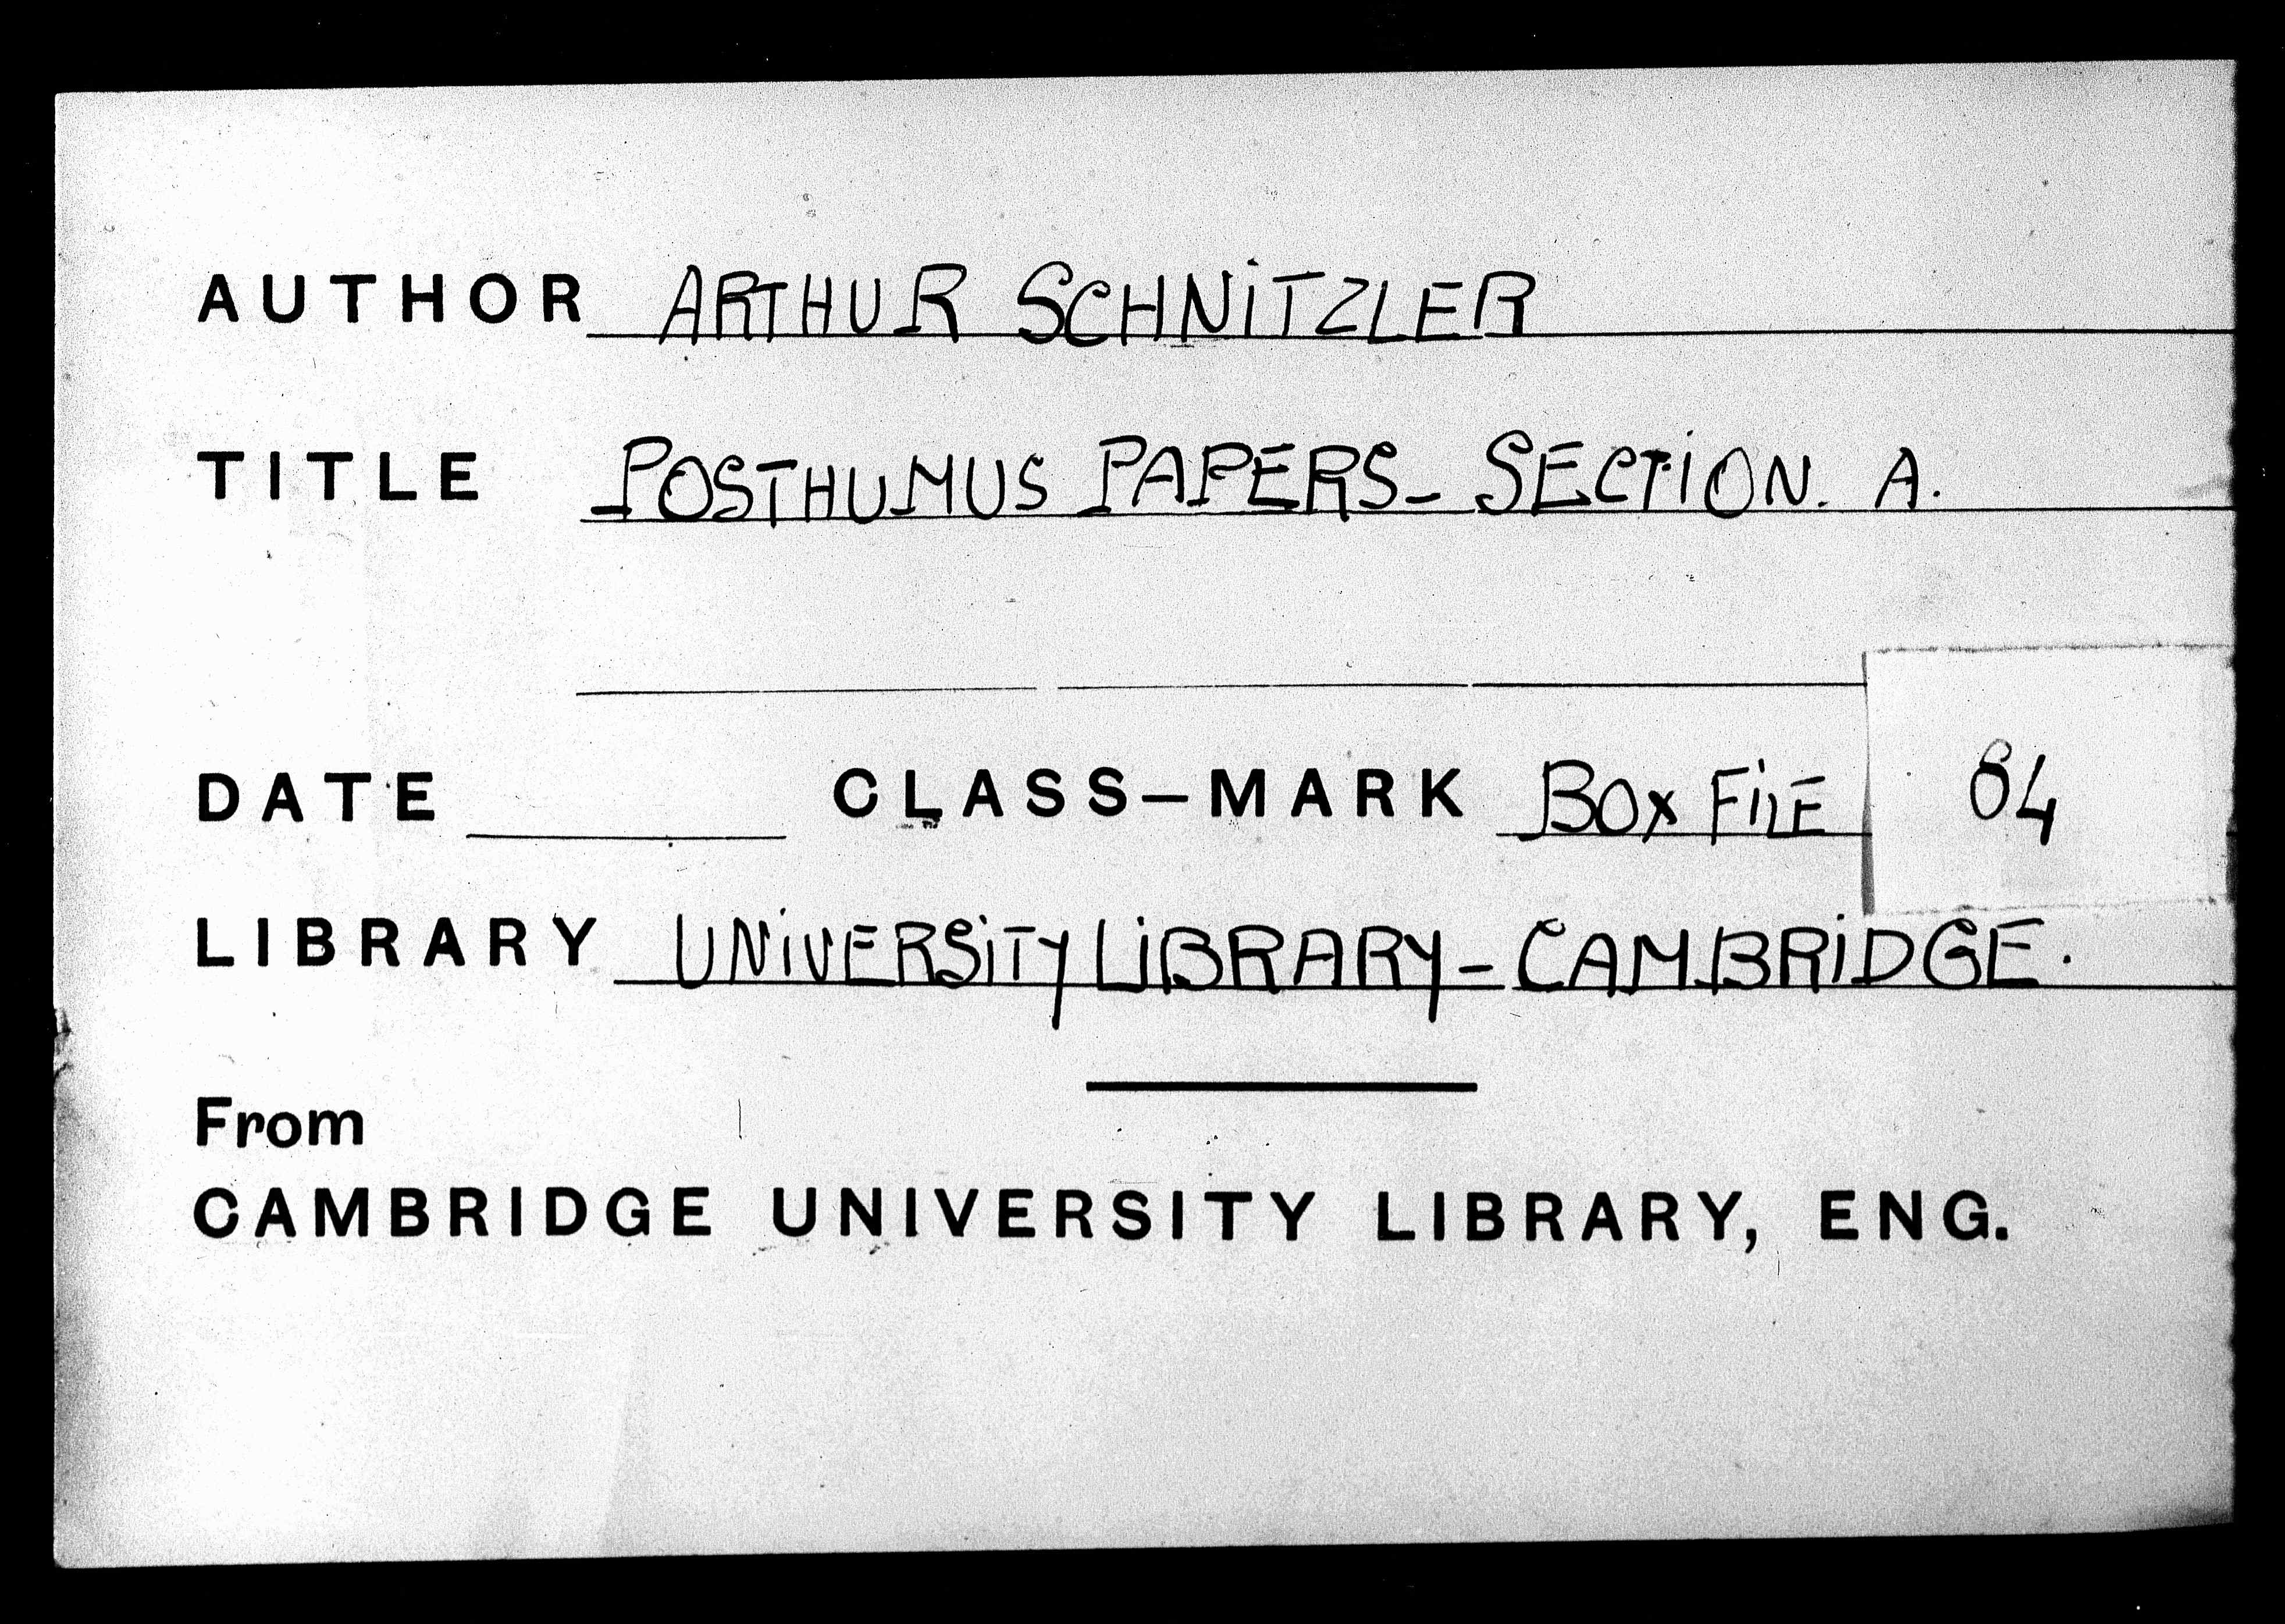 AUTHOR ARTHUR SCHNITZLER
TITLE POSTHUMUS PAPERS_ SECTION. A.
DATE CLASS–MARK BOX FILE 84
LIBRARY UNIVERSITY LIBRARY – CAMBRIDGE.
From
CAMBRIDGE UNIVERSITY LIBRARY, ENG.